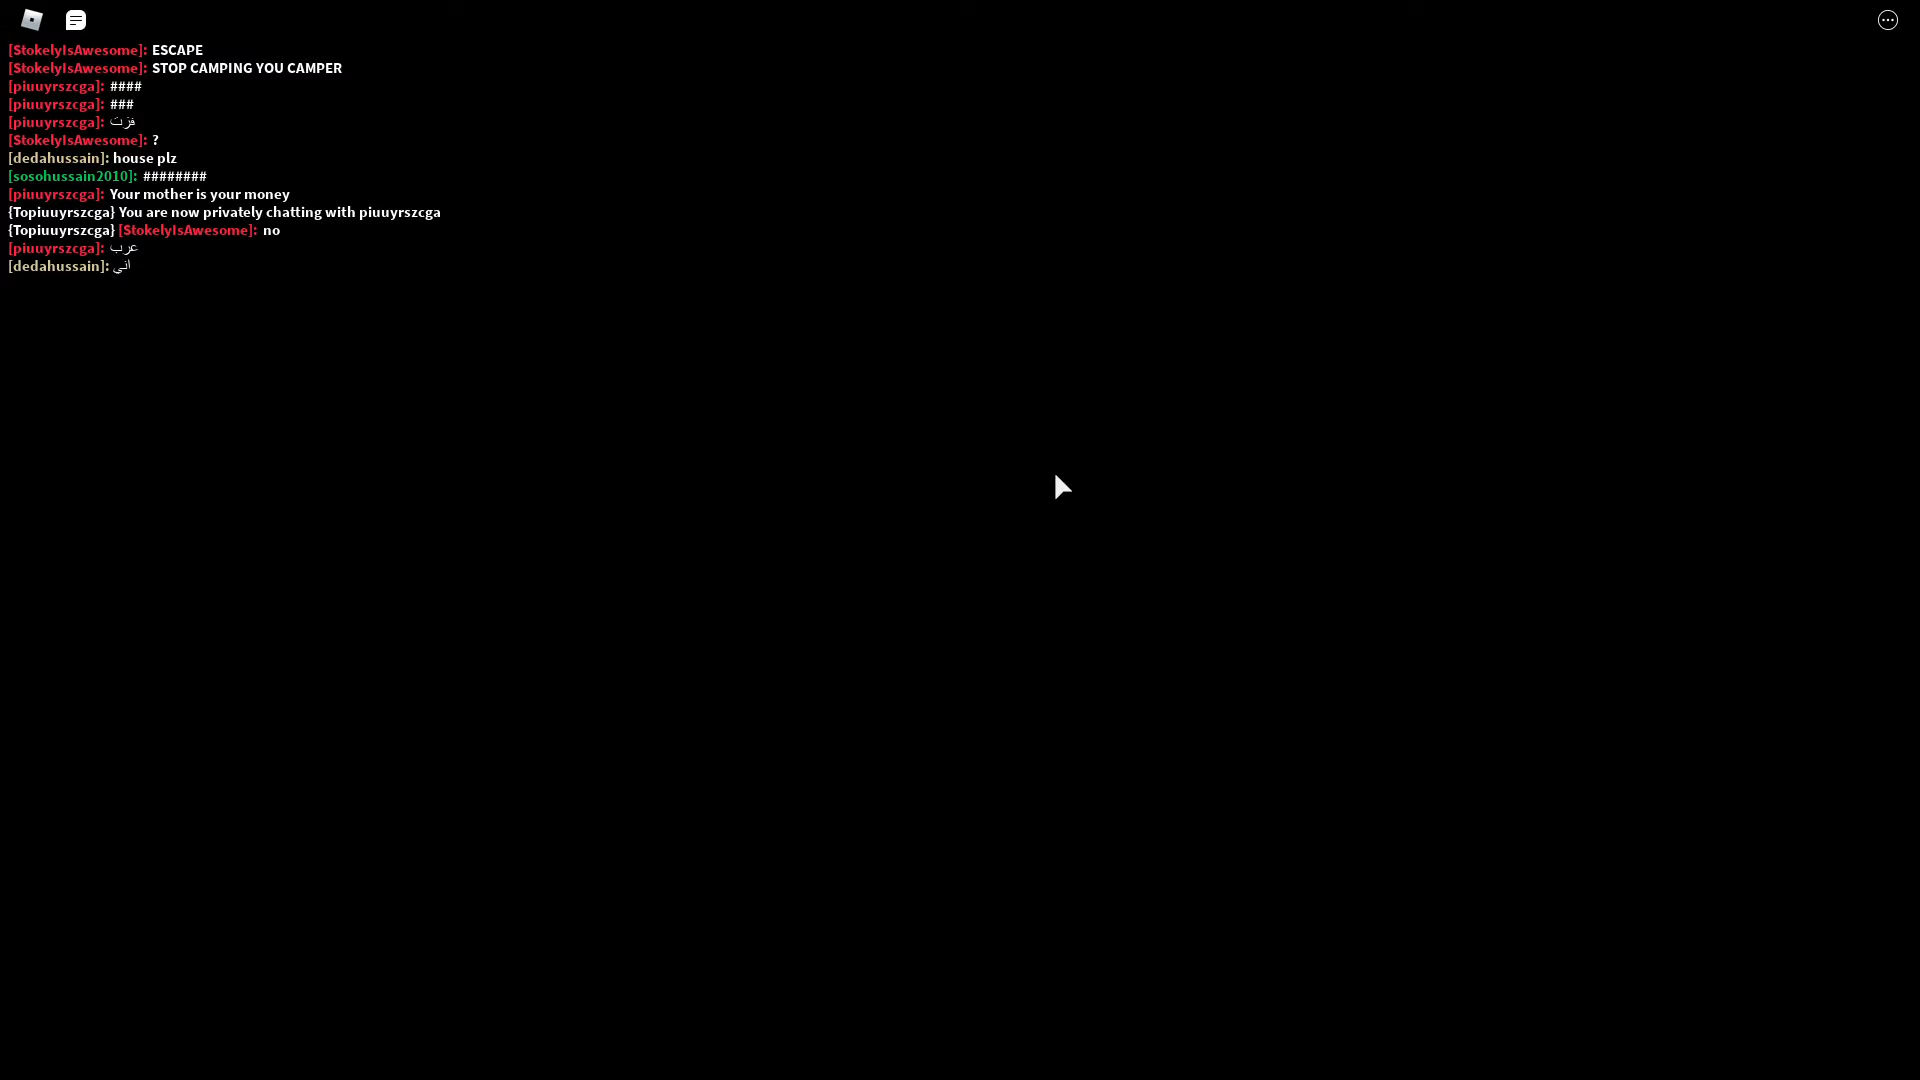 [StokelyIsAwesome]: ESCAPE
[StokelyIsAwesome]: STOP CAMPING YOU CAMPER
[piuuyrszcga]: ####
[piuuyrszcga]: ###
[piuuyrszcga]: فزت
[StokelyIsAwesome]: ?
[dedahussain]: house plz
[sosohussain2010]: ########
[piuuyrszcga]: Your mother is your money
{Topiuuyrszcga} You are now privately chatting with piuuyrszcga
{Topiuuyrszcga} [StokelyIsAwesome]: no
[piuuyrszcga]: عرب
[dedahussain]: اني